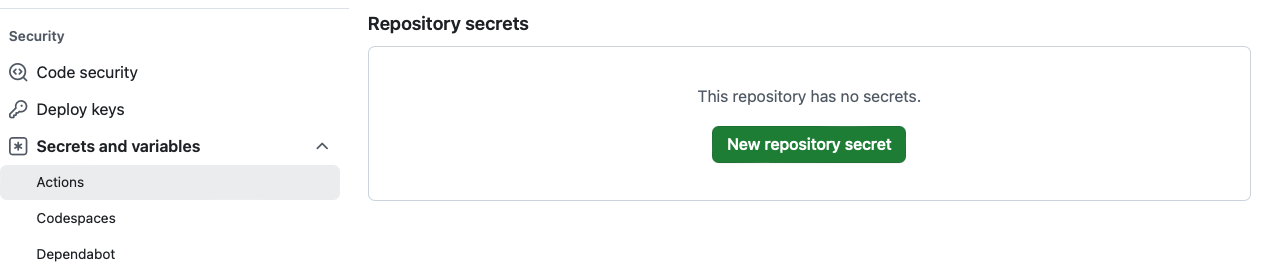 Security
Code security
Deploy keys
Secrets and variables
Actions
Codespaces
Dependabot
Repository secrets
This repository has no secrets.
New repository secret